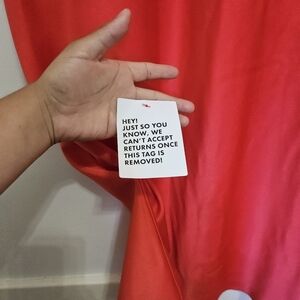 HEY!
JUST SO YOU
KNOW, WE
CAN'T ACCEPT
RETURNS ONCE
THIS TAG IS
REMOVED!